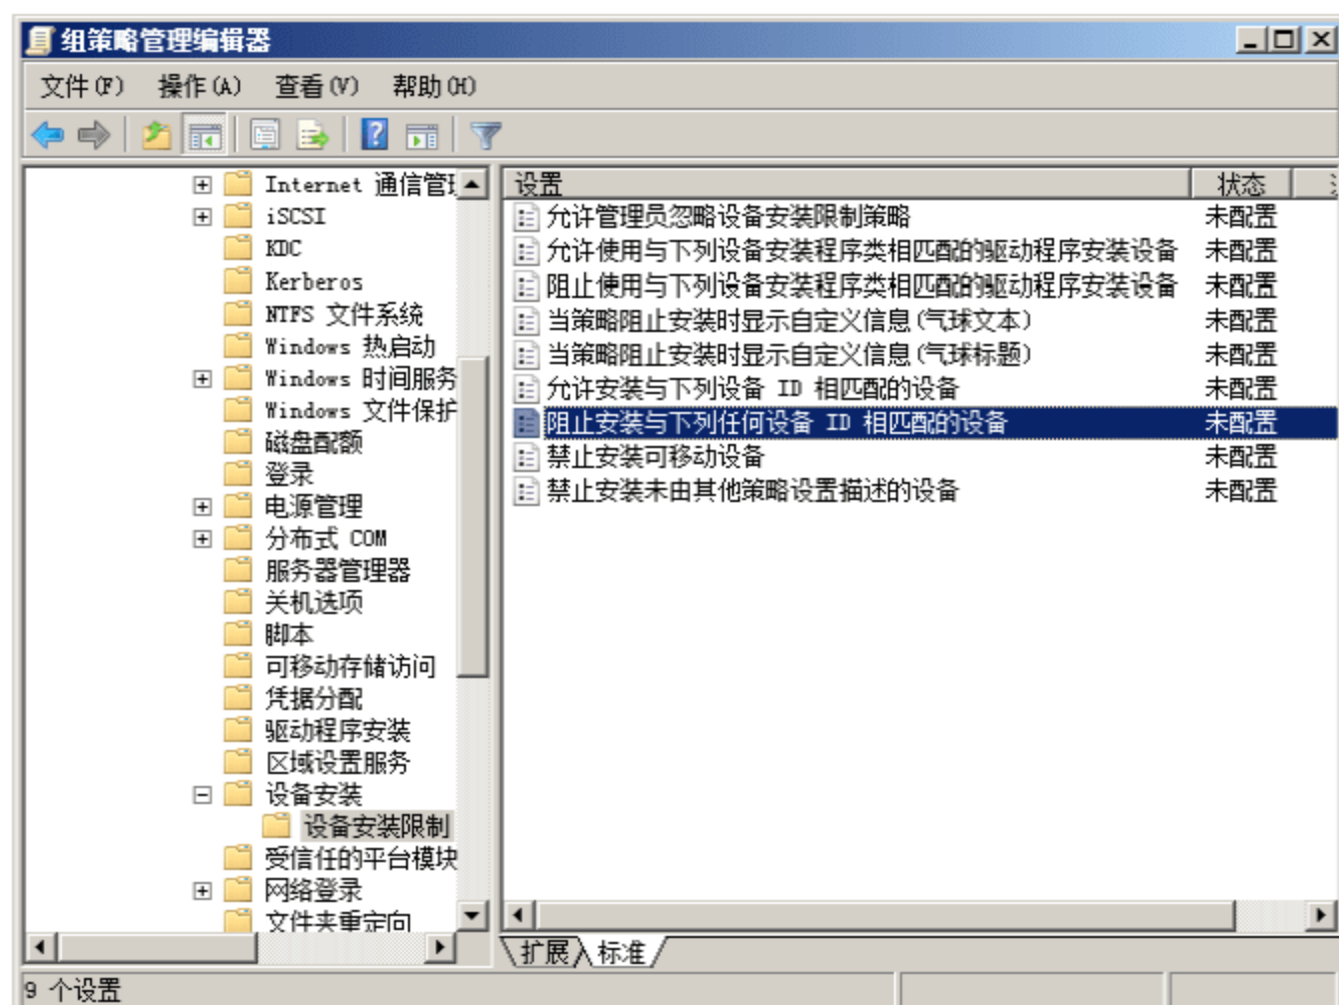 组策略管理编辑器
文件(F) 操作(A) 查看(V) 帮助(H)
Internet 通信管理
iSCSI
KDC
Kerberos
NTFS 文件系统
Windows 热启动
Windows 时间服务
Windows 文件保护
磁盘配额
登录
电源管理
分布式 COM
服务器管理器
关机选项
脚本
可移动存储访问
凭据分配
驱动程序安装
区域设置服务
设备安装
设备安装限制
受信任的平台模块
网络登录
文件夹重定向
设置 状态
允许管理员忽略设备安装限制策略 未配置
允许使用与下列设备安装程序类相匹配的驱动程序安装设备 未配置
阻止使用与下列设备安装程序类相匹配的驱动程序安装设备 未配置
当策略阻止安装时显示自定义信息(气球文本) 未配置
当策略阻止安装时显示自定义信息(气球标题) 未配置
允许安装与下列设备 ID 相匹配的设备 未配置
阻止安装与下列任何设备 ID 相匹配的设备 未配置
禁止安装可移动设备 未配置
禁止安装未由其他策略设置描述的设备 未配置
扩展 标准
9 个设置